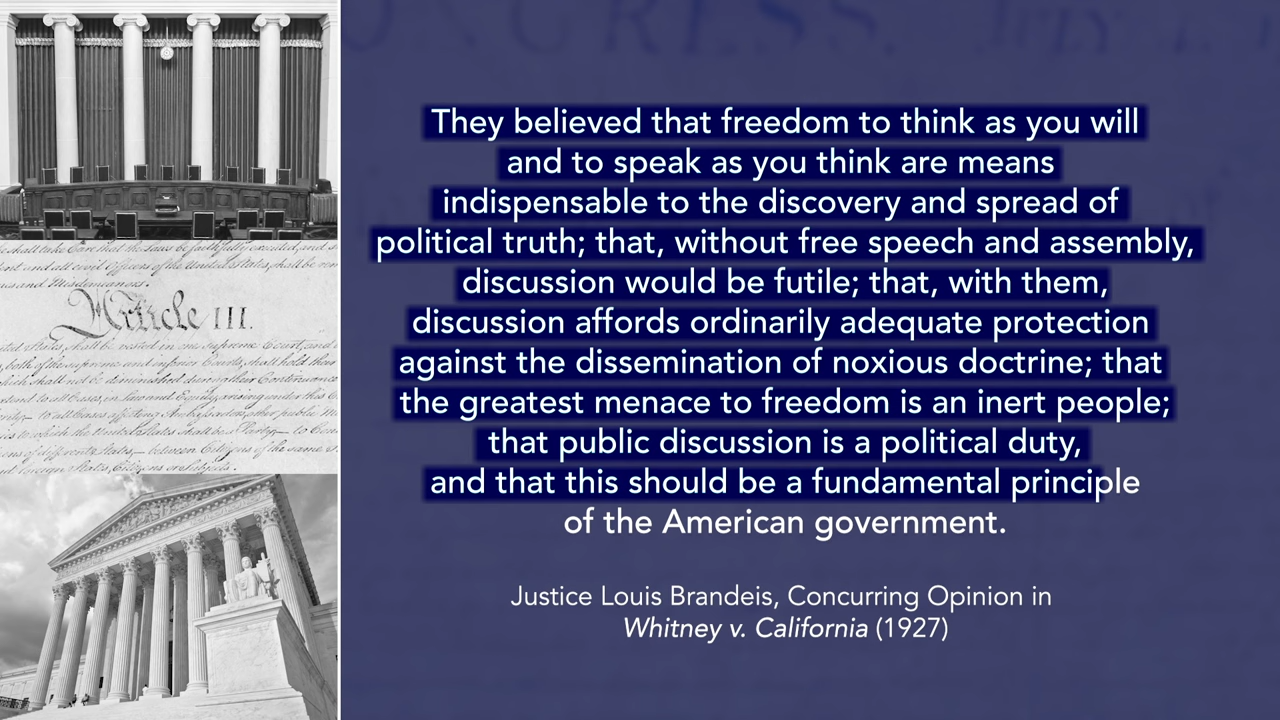 They believed that freedom to think as you will
and to speak as you think are means
indispensable to the discovery and spread of
political truth; that, without free speech and assembly,
discussion would be futile; that, with them,
discussion affords ordinarily adequate protection
against the dissemination of noxious doctrine; that
the greatest menace to freedom is an inert people;
that public discussion is a political duty,
and that this should be a fundamental principle
of the American government.
Justice Louis Brandeis, Concurring Opinion in
Whitney v. California (1927)
Article III.